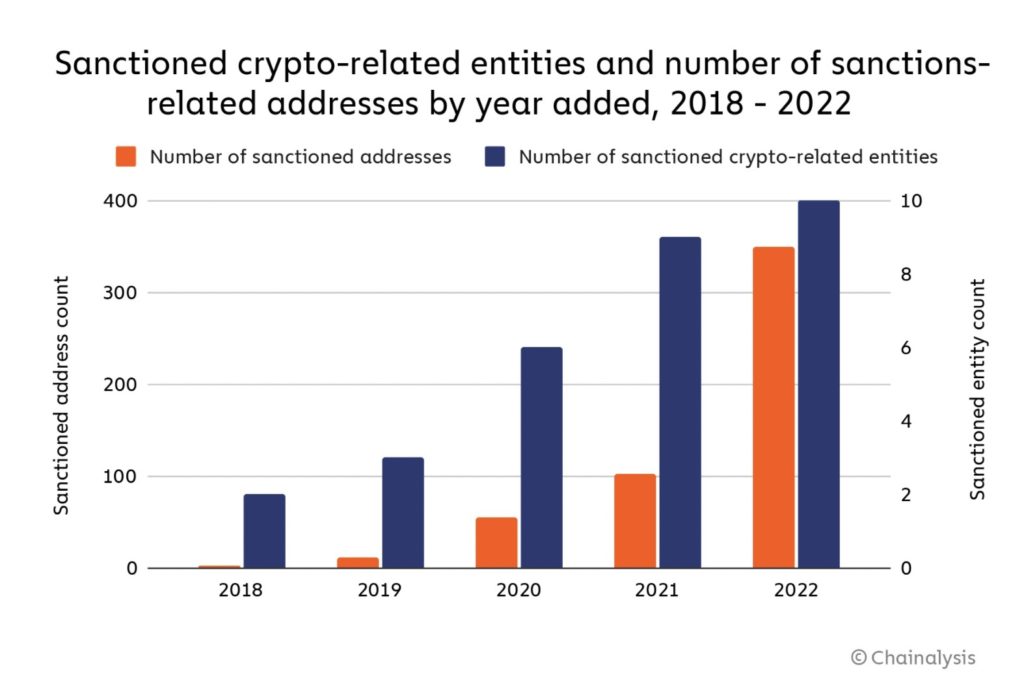 Sanctioned crypto-related entities and number of sanctions-
related addresses by year added, 2018 - 2022
Number of sanctioned addresses
Number of sanctioned crypto-related entities
Sanctioned address count
400
300
200
100
0
10
8
6
4
2
0
Sanctioned entity count
2018
2019
2020
2021
2022
© Chainalysis